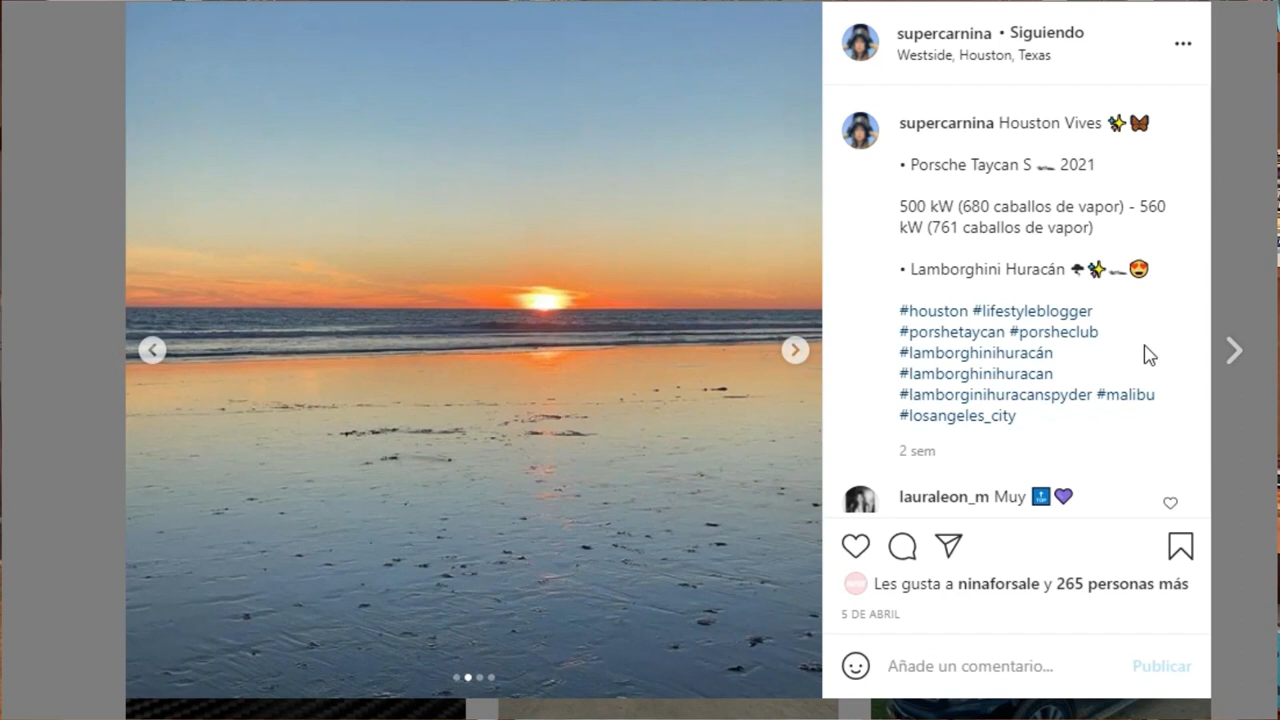 supercarnina • Siguiendo
Westside, Houston, Texas
supercarnina Houston Vives ✨🦋
• Porsche Taycan S 🏎 2021
500 kW (680 caballos de vapor) - 560
kW (761 caballos de vapor)
• Lamborghini Huracán 🌪✨🏎😍
#houston #lifestyleblogger
#porshetaycan #porsheclub
#lamborghinihuracán
#lamborghinihuracan
#lamborginihuracanspyder #malibu
#losangeles_city
2 sem
lauraleon_m Muy 🔝💜
Les gusta a ninaforsale y 265 personas más
5 DE ABRIL
Añade un comentario...
Publicar